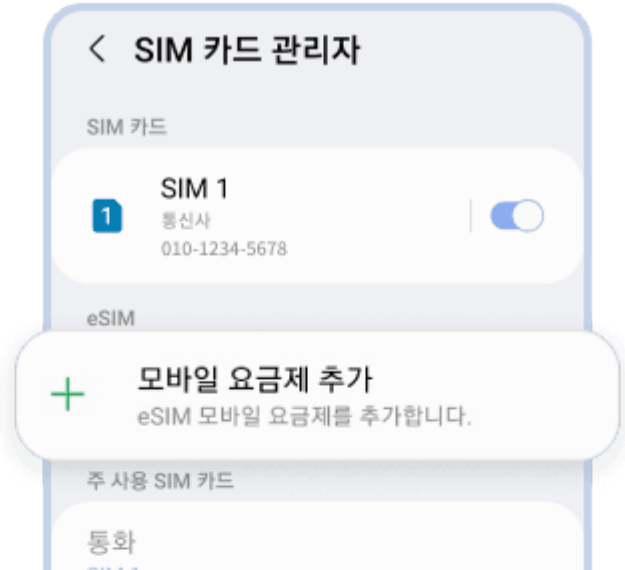 SIM 카드 관리자
SIM 카드
1
SIM 1
통신사
010-1234-5678
eSIM
모바일 요금제 추가
eSIM 모바일 요금제를 추가합니다.
주 사용 SIM 카드
통화
SIM 1